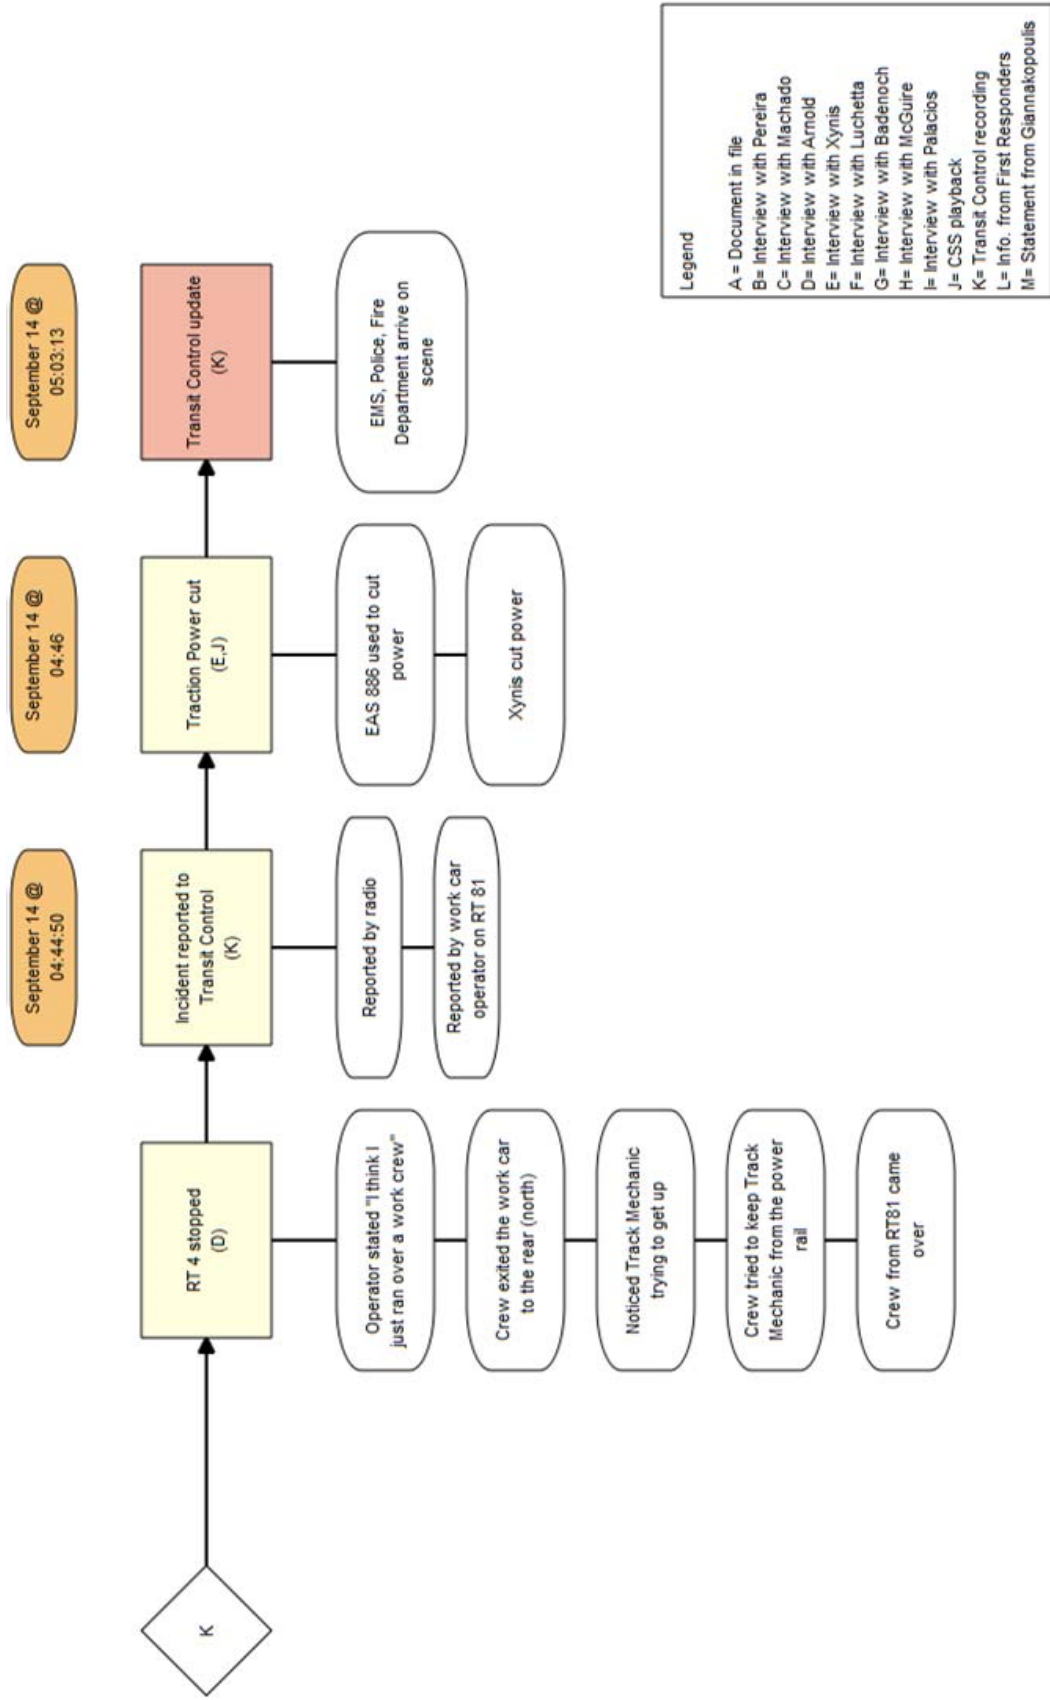 K
RT 4 stopped
(D)
Operator stated "I think I
just ran over a work crew"
Crew exited the work car
to the rear (north)
Noticed Track Mechanic
trying to get up
Crew tried to keep Track
Mechanic from the power
rail
Crew from RT81 came
over
September 14 @
04:44:50
Incident reported to
Transit Control
(K)
Reported by radio
Reported by work car
operator on RT 81
September 14 @
04:46
Traction Power cut
(E,J)
EAS 886 used to cut
power
Xynis cut power
September 14 @
05:03:13
Transit Control update
(K)
EMS, Police, Fire
Department arrive on
scene
Legend
A = Document in file
B= Interview with Pereira
C= Interview with Machado
D= Interview with Arnold
E= Interview with Xynis
F= Interview with Luchetta
G= Interview with Badenoch
H= Interview with McGuire
I= Interview with Palacios
J= CSS playback
K= Transit Control recording
L= Info. from First Responders
M= Statement from Giannakopoulis